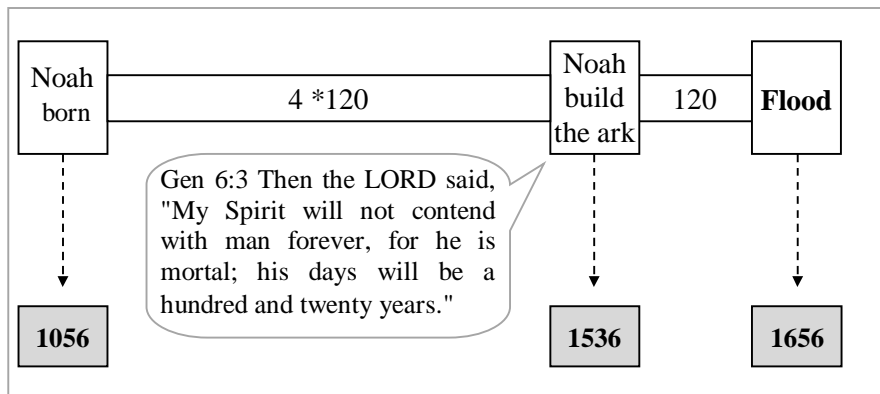 Noah
born
4 *120
Noah
build
the ark
120
Flood
Gen 6:3 Then the LORD said,
"My Spirit will not contend
with man forever, for he is
mortal; his days will be a
hundred and twenty years."
1056
1536
1656